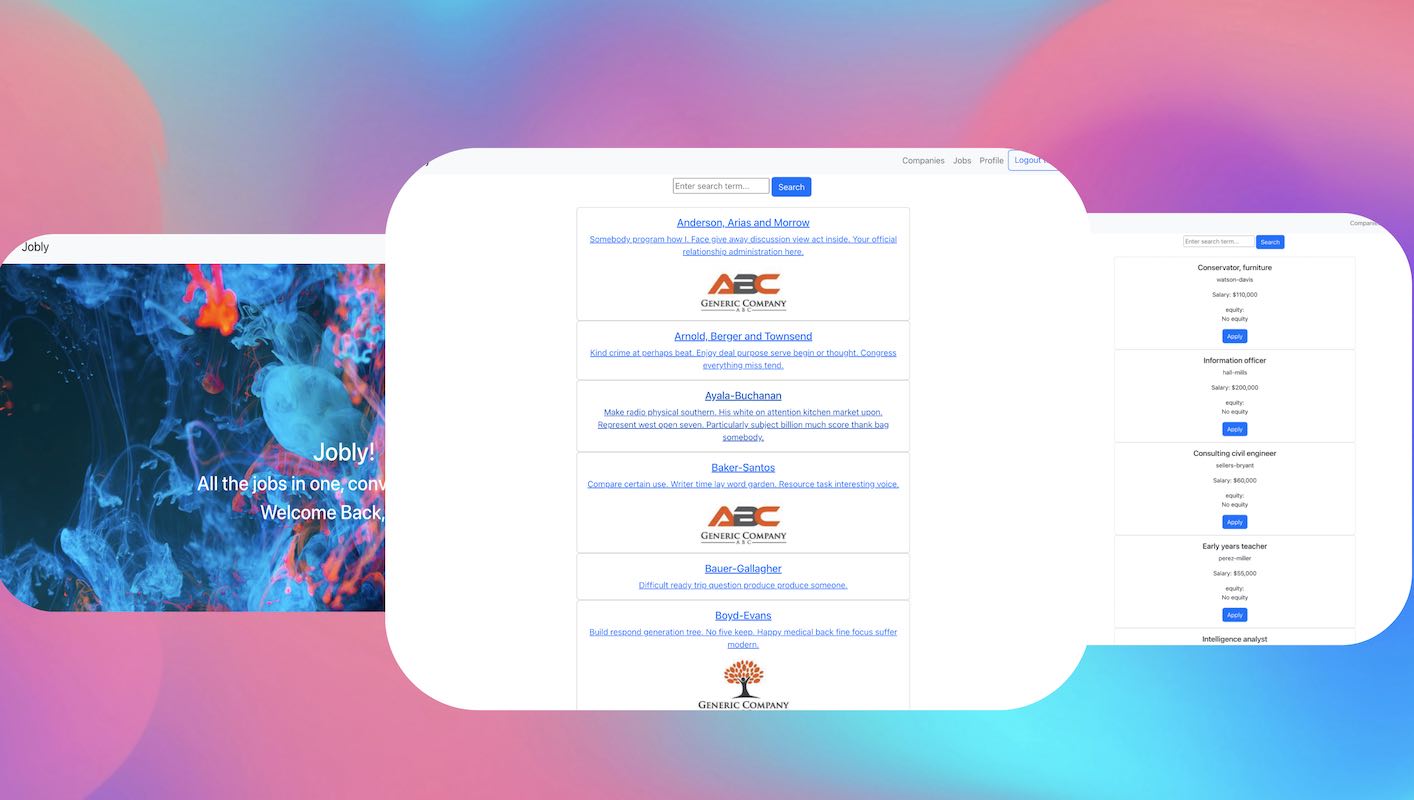 Jobly
Jobly!
All the jobs in one,
Welcome Back,
Companies Jobs Profile Logout
Enter search term... Search
Anderson, Arias and Morrow
Somebody program how I. Face give away discussion view act inside. Your official
relationship administration here.
ABC
GENERIC COMPANY
A B C
Arnold, Berger and Townsend
Kind crime at perhaps beat. Enjoy deal purpose serve begin or thought. Congress
everything miss tend.
Ayala-Buchanan
Make radio physical southern. His white on attention kitchen market upon.
Represent west open seven. Particularly subject billion much score thank bag
somebody.
Baker-Santos
Compare certain use. Writer time lay word garden. Resource task interesting voice.
ABC
GENERIC COMPANY
A B C
Bauer-Gallagher
Difficult ready trip question produce produce someone.
Boyd-Evans
Build respond generation tree. No five keep. Happy medical back fine focus suffer
modern.
GENERIC COMPANY
Enter search term... Search
Conservator, furniture
watson-davis
Salary: $110,000
equity:
No equity
Apply
Information officer
hall-mills
Salary: $200,000
equity:
No equity
Apply
Consulting civil engineer
sellers-bryant
Salary: $60,000
equity:
No equity
Apply
Early years teacher
perez-miller
Salary: $55,000
equity:
No equity
Apply
Intelligence analyst